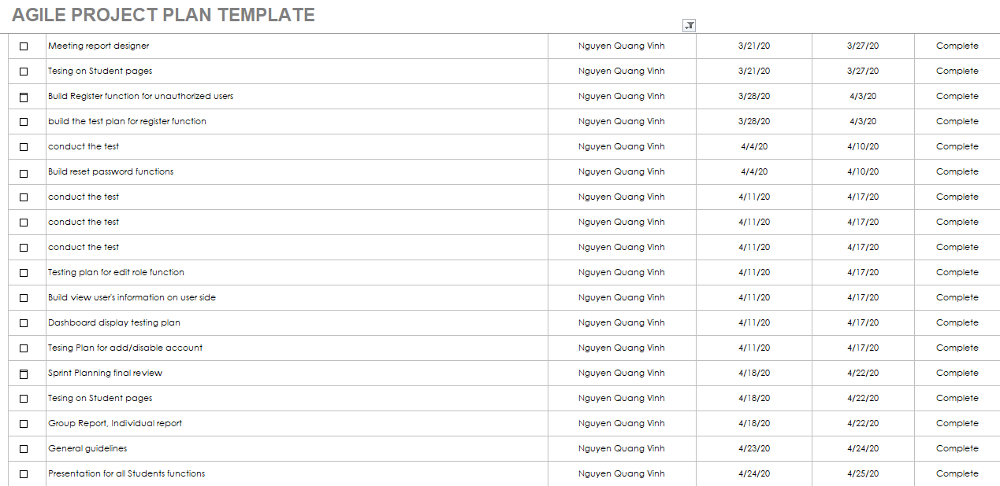 AGILE PROJECT PLAN TEMPLATE
Meeting report designer Nguyen Quang Vinh 3/21/20 3/27/20 Complete
Tesing on Student pages Nguyen Quang Vinh 3/21/20 3/27/20 Complete
Build Register function for unauthorized users Nguyen Quang Vinh 3/28/20 4/3/20 Complete
build the test plan for register function Nguyen Quang Vinh 3/28/20 4/3/20 Complete
conduct the test Nguyen Quang Vinh 4/4/20 4/10/20 Complete
Build reset password functions Nguyen Quang Vinh 4/4/20 4/10/20 Complete
conduct the test Nguyen Quang Vinh 4/11/20 4/17/20 Complete
conduct the test Nguyen Quang Vinh 4/11/20 4/17/20 Complete
conduct the test Nguyen Quang Vinh 4/11/20 4/17/20 Complete
Testing plan for edit role function Nguyen Quang Vinh 4/11/20 4/17/20 Complete
Build view user's information on user side Nguyen Quang Vinh 4/11/20 4/17/20 Complete
Dashboard display testing plan Nguyen Quang Vinh 4/11/20 4/17/20 Complete
Tesing Plan for add/disable account Nguyen Quang Vinh 4/11/20 4/17/20 Complete
Sprint Planning final review Nguyen Quang Vinh 4/18/20 4/22/20 Complete
Tesing on Student pages Nguyen Quang Vinh 4/18/20 4/22/20 Complete
Group Report, Individual report Nguyen Quang Vinh 4/18/20 4/22/20 Complete
General guidelines Nguyen Quang Vinh 4/23/20 4/24/20 Complete
Presentation for all Students functions Nguyen Quang Vinh 4/24/20 4/25/20 Complete